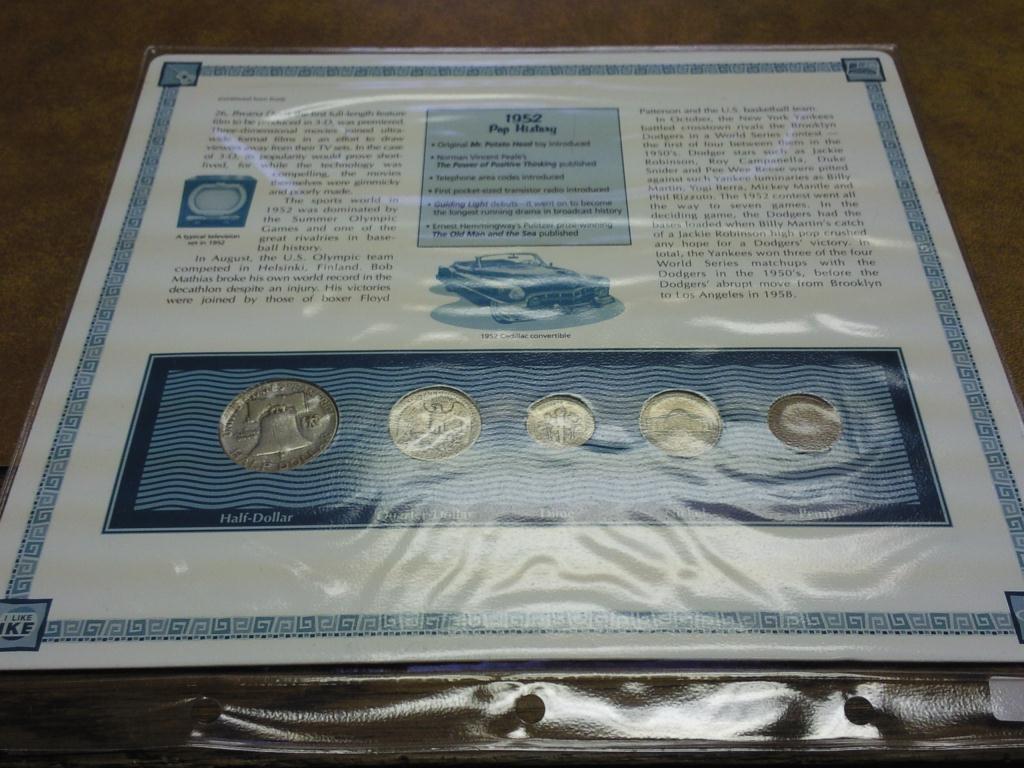 (continued from front)
26, Bwana Devil, the first full-length feature
film to be produced in 3-D, was premiered.
Three-dimensional movies joined ultra-
wide format films in an effort to draw
viewers away from their TV sets. In the case
of 3-D, its popularity would prove short-
lived, for while the technology was
compelling, the movies
themselves were gimmicky
and poorly made.
The sports world in
1952 was dominated by
the Summer Olympic
Games and one of the
great rivalries in base-
ball history.
A typical television
set in 1952
In August, the U.S. Olympic team
competed in Helsinki, Finland. Bob
Mathias broke his own world record in the
decathlon despite an injury. His victories
were joined by those of boxer Floyd
1952
Pop History
• Original Mr. Potato Head toy introduced
• Norman Vincent Peale's
The Power of Positive Thinking published
• Telephone area codes introduced
• First pocket-sized transistor radio introduced
• Guiding Light debuts—it went on to become
the longest running drama in broadcast history
• Ernest Hemmingway's Pulitzer prize-winning
The Old Man and the Sea published
1952 Cadillac convertible
Patterson and the U.S. basketball team.
In October, the New York Yankees
battled crosstown rivals the Brooklyn
Dodgers in a World Series contest —
the first of four between them in the
1950's. Dodger stars such as Jackie
Robinson, Roy Campanella, Duke
Snider and Pee Wee Reese were pitted
against such Yankee luminaries as Billy
Martin, Yogi Berra, Mickey Mantle and
Phil Rizzuto. The 1952 contest went all
the way to seven games. In the
deciding game, the Dodgers had the
bases loaded when Billy Martin's catch
of a Jackie Robinson high pop crushed
any hope for a Dodgers' victory. In
total, the Yankees won three of the four
World Series matchups with the
Dodgers in the 1950's, before the
Dodgers' abrupt move from Brooklyn
to Los Angeles in 1958.
Half-Dollar
Quarter-Dollar
Dime
Nickel
Penny
I LIKE
IKE